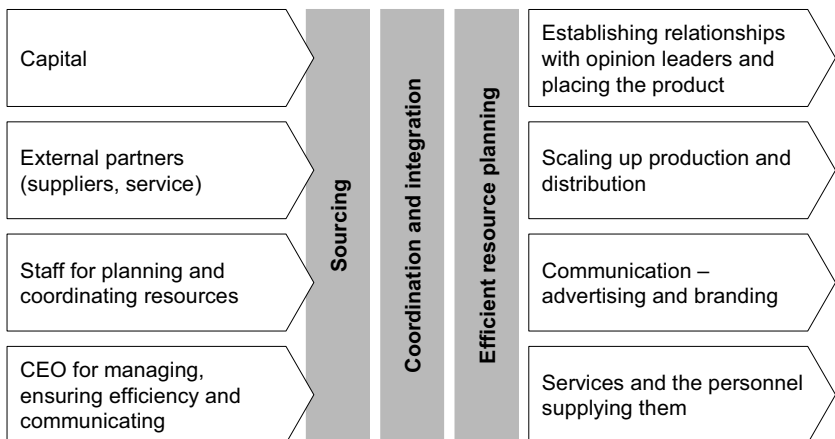 Capital
External partners
(suppliers, service)
Staff for planning and
coordinating resources
CEO for managing,
ensuring efficiency and
communicating
Sourcing
Coordination and integration
Efficient resource planning
Establishing relationships
with opinion leaders and
placing the product
Scaling up production and
distribution
Communication –
advertising and branding
Services and the personnel
supplying them